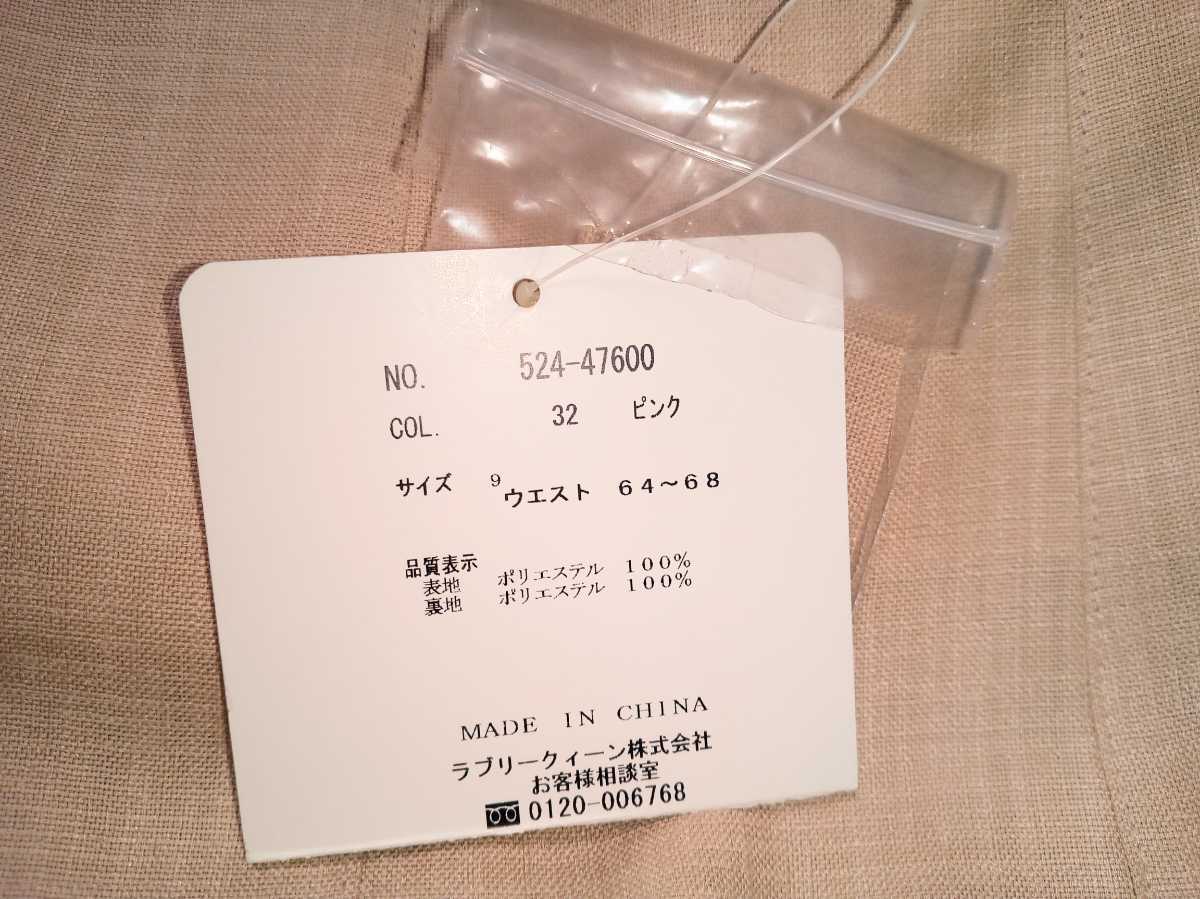 NO. 524-47600
COL. 32 ピンク
サイズ 9 ウエスト 64~68
品質表示
表地 ポリエステル 100%
裏地 ポリエステル 100%
MADE IN CHINA
ラブリークィーン株式会社
お客様相談室
0120-006768